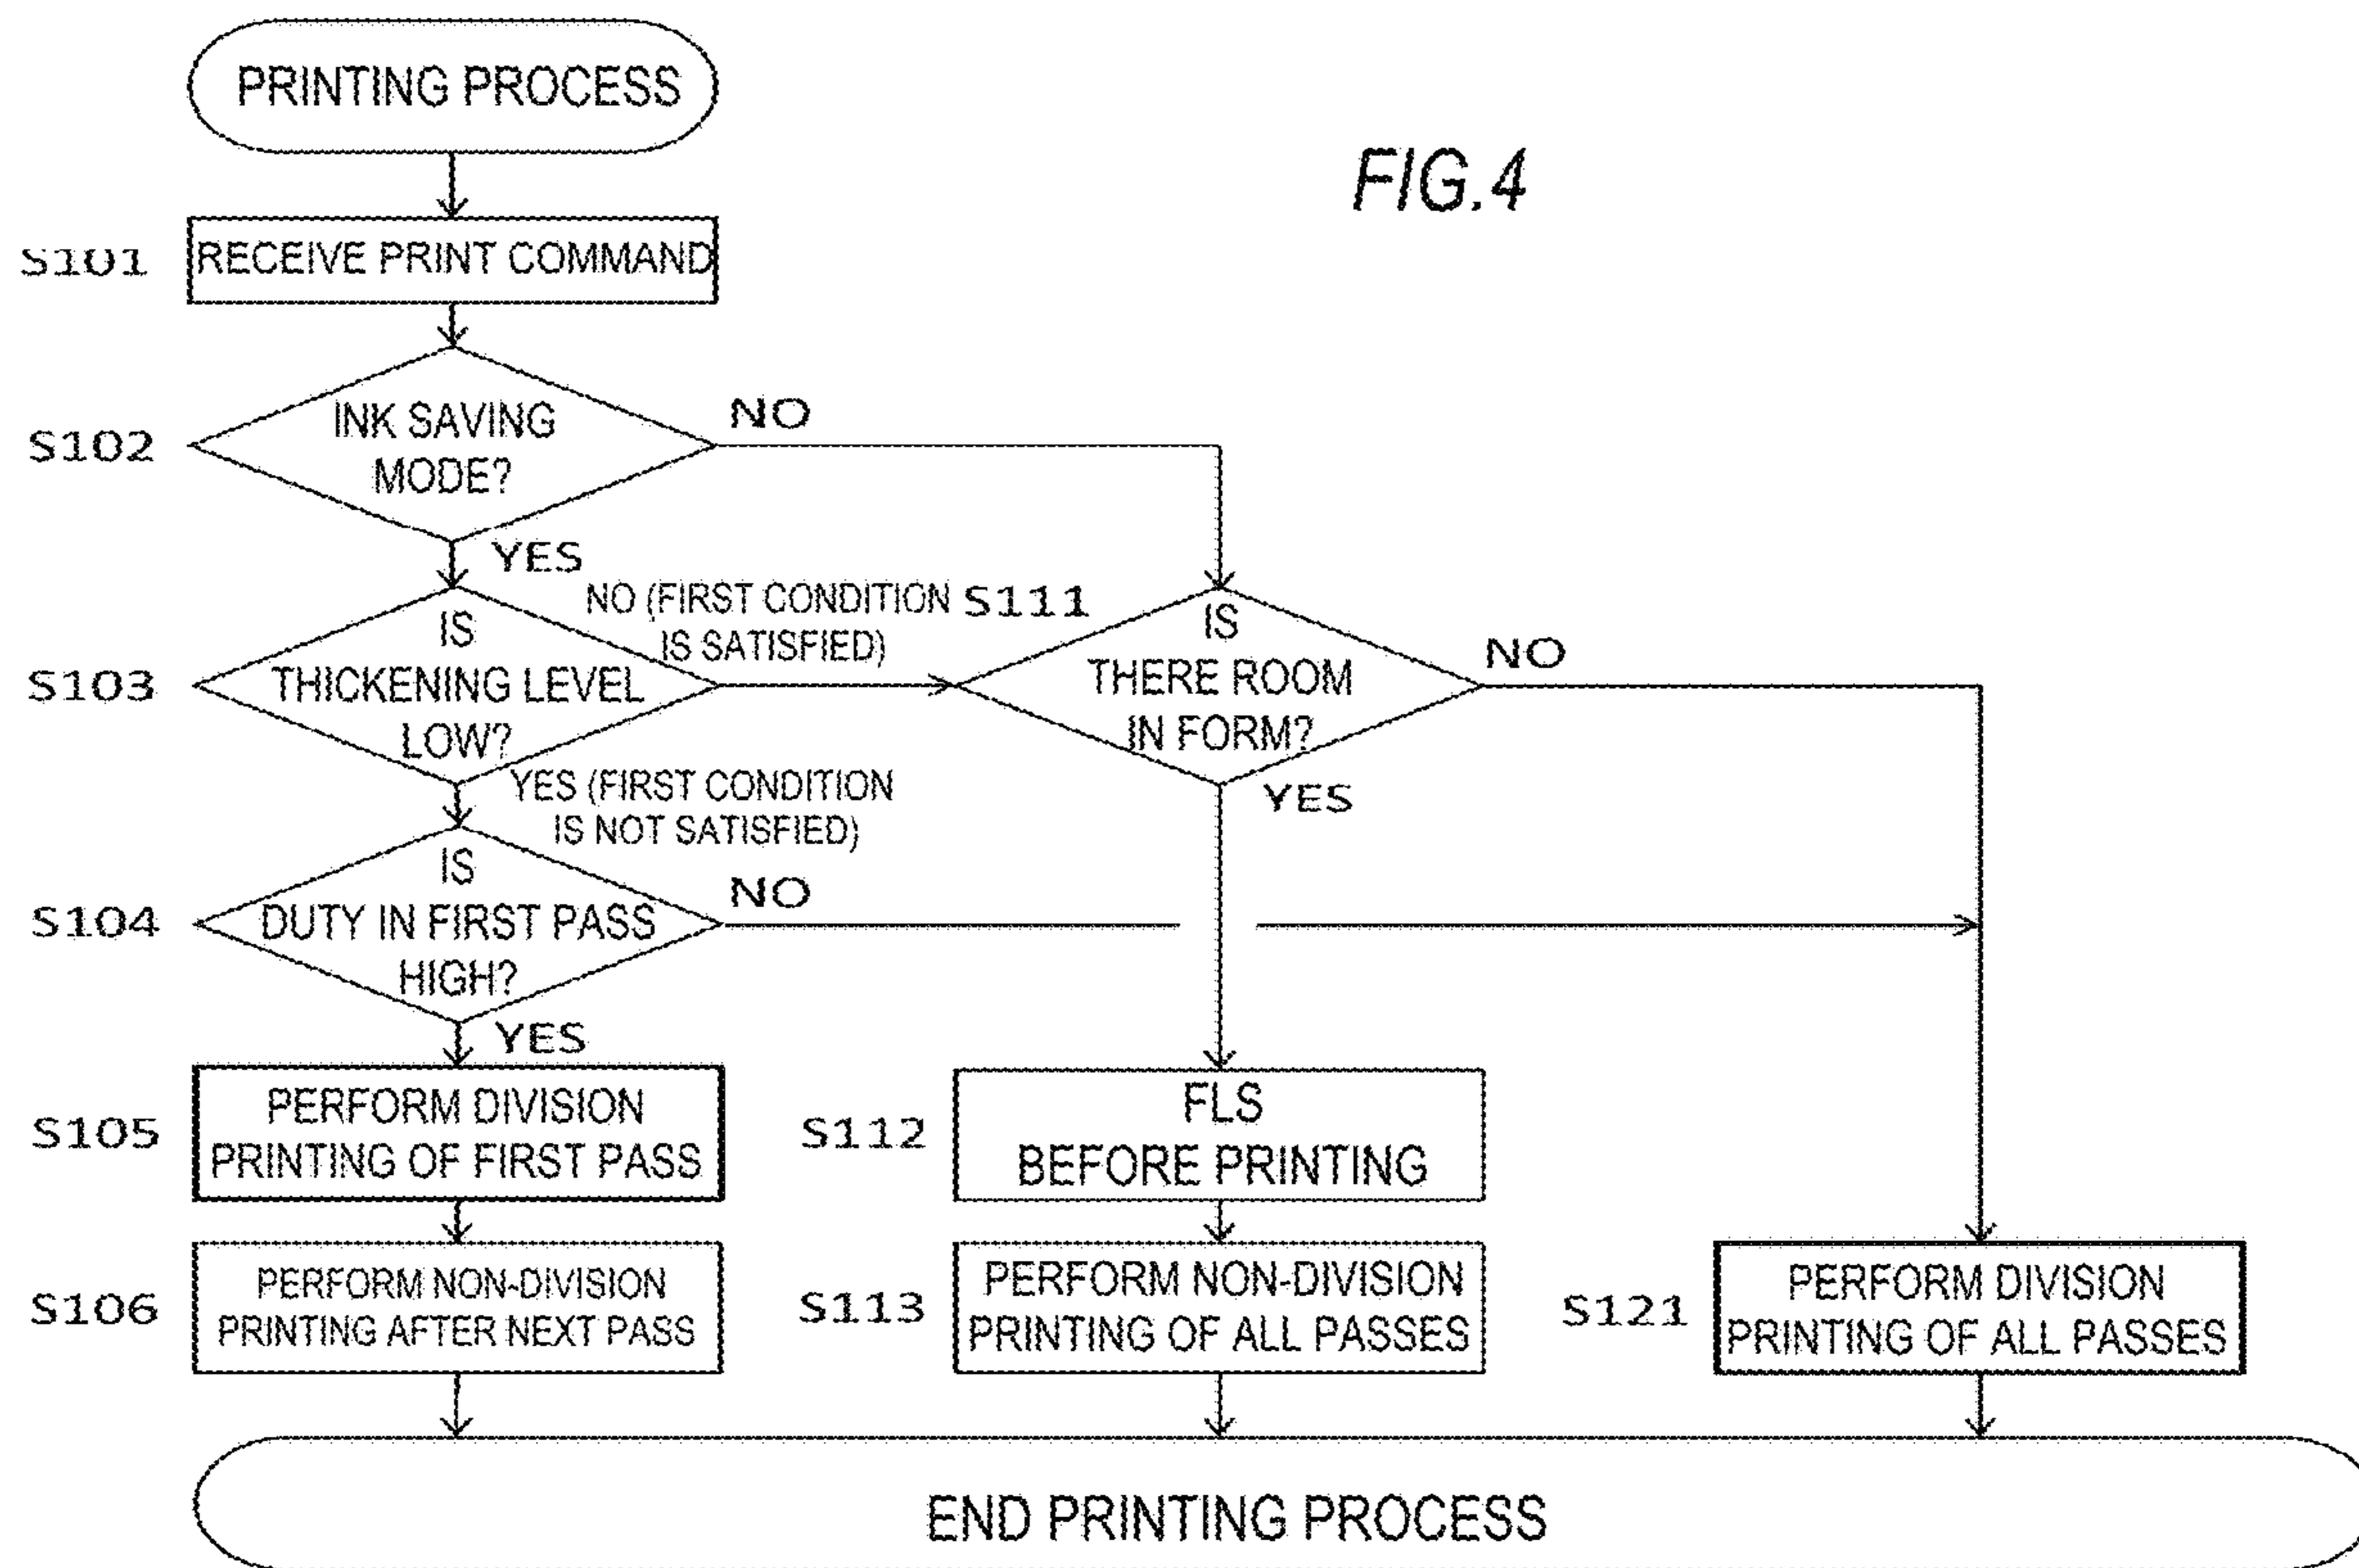 PRINTING PROCESS
FIG.4
S101
RECEIVE PRINT COMMAND
S102
INK SAVING
MODE?
NO
YES
S103
IS
THICKENING LEVEL
LOW?
NO (FIRST CONDITION
IS SATISFIED)
S111
IS
THERE ROOM
IN FORM?
NO
YES
YES (FIRST CONDITION
IS NOT SATISFIED)
S104
IS
DUTY IN FIRST PASS
HIGH?
NO
YES
S105
PERFORM DIVISION
PRINTING OF FIRST PASS
S112
FLS
BEFORE PRINTING
S106
PERFORM NON-DIVISION
PRINTING AFTER NEXT PASS
S113
PERFORM NON-DIVISION
PRINTING OF ALL PASSES
S121
PERFORM DIVISION
PRINTING OF ALL PASSES
END PRINTING PROCESS